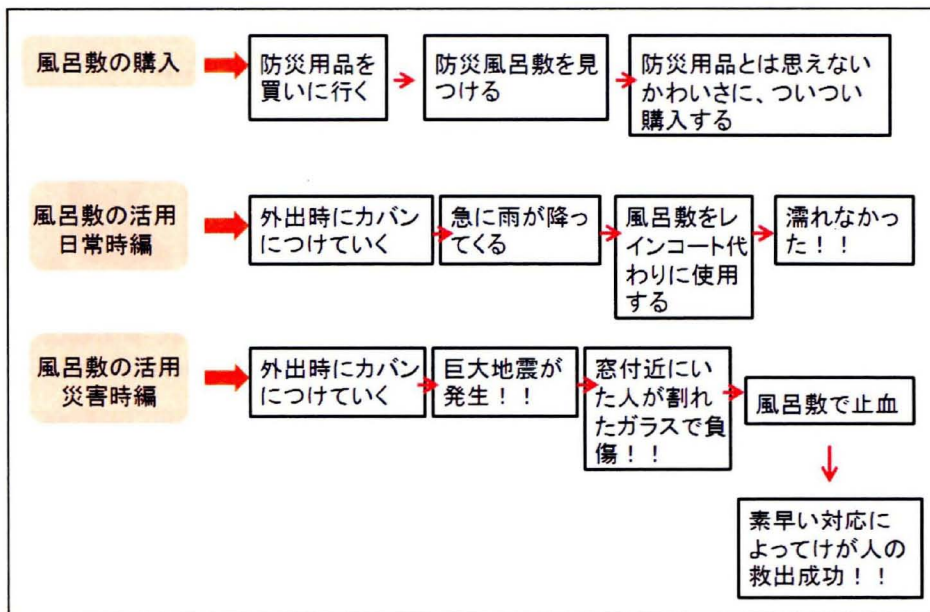 風呂敷の購入
防災用品を
買いに行く
防災風呂敷を見
つける
防災用品とは思えない
かわいさに、ついつい
購入する
風呂敷の活用
日常時編
外出時にカバン
につけていく
急に雨が降っ
てくる
風呂敷をレ
インコート代
わりに使用
する
濡れなかっ
た！！
風呂敷の活用
災害時編
外出時にカバン
につけていく
巨大地震が
発生！！
窓付近にい
た人が割れ
たガラスで負
傷！！
風呂敷で止血
素早い対応に
よってけが人の
救出成功！！